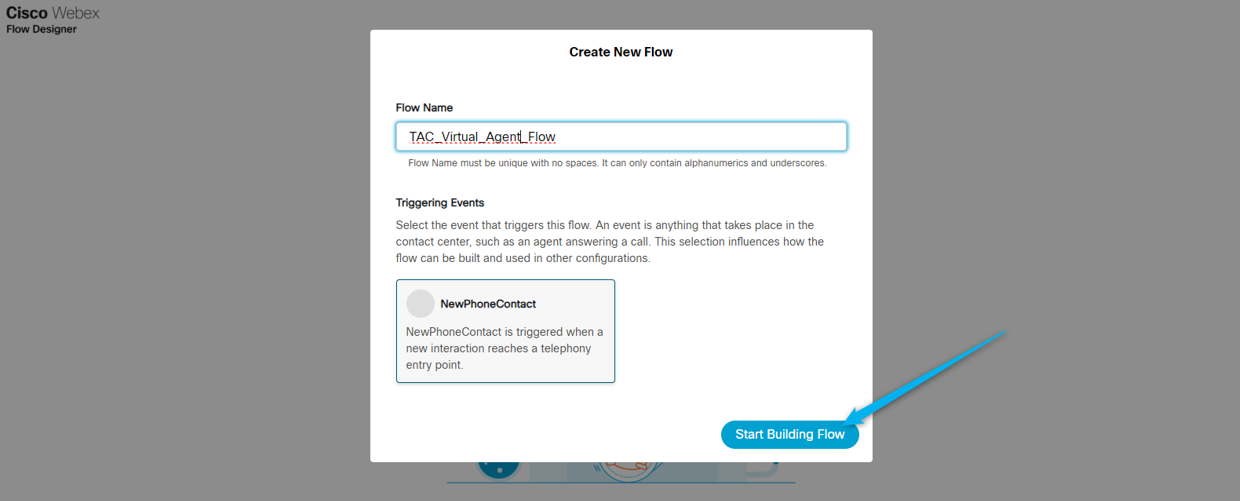 Cisco Webex
Flow Designer
Create New Flow
Flow Name
TAC_Virtual_Agent_Flow
Flow Name must be unique with no spaces. It can only contain alphanumerics and underscores.
Triggering Events
Select the event that triggers this flow. An event is anything that takes place in the
contact center, such as an agent answering a call. This selection influences how the
flow can be built and used in other configurations.
NewPhoneContact
NewPhoneContact is triggered when a
new interaction reaches a telephony
entry point.
Start Building Flow